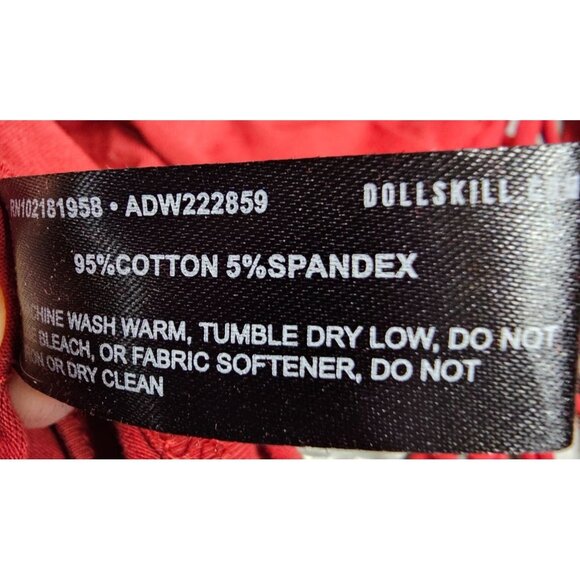 RN102181958 • ADW222859 DOLLSKILL
95%COTTON 5%SPANDEX
WASH WARM, TUMBLE DRY LOW, DO NOT
BLEACH, OR FABRIC SOFTENER, DO NOT
OR DRY CLEAN